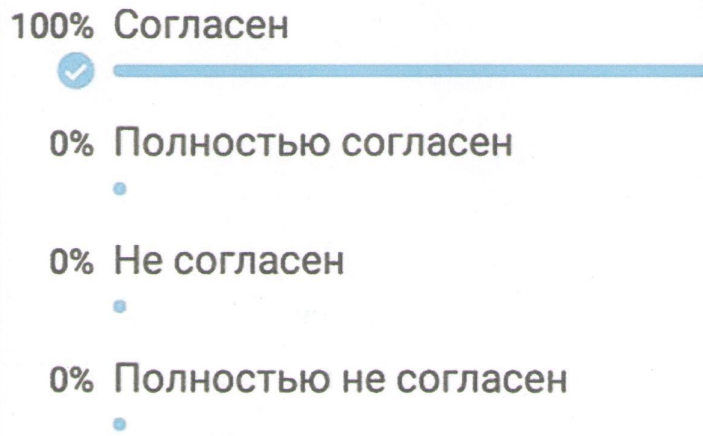 100% Согласен
0% Полностью согласен
0% Не согласен
0% Полностью не согласен